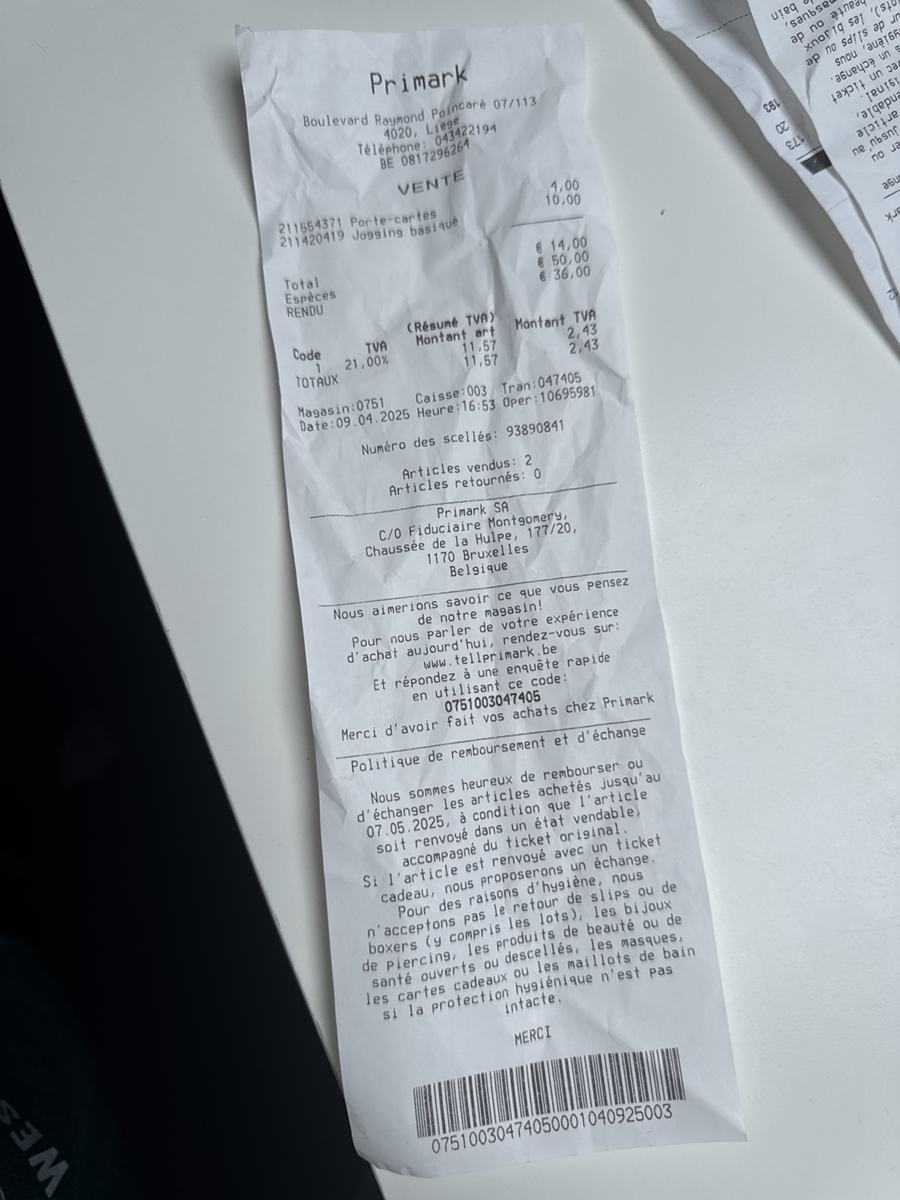 Primark
Boulevard Raymond Poincaré 07/113
4020, Liege
Téléphone: 043422194
BE 0817296264
VENTE
211554371 Porte-cartes 4,00
211420419 Jogging basique 10,00
Total € 14,00
Espèces € 50,00
RENDU € 36,00
(Résumé TVA)
Code TVA Montant art Montant TVA
1 21,00% 11,57 2,43
TOTAUX 11,57 2,43
Magasin:0751 Caisse:003 Tran:047405
Date:09.04.2025 Heure:16:53 Oper:10695981
Numéro des scellés: 93890841
Articles vendus: 2
Articles retournés: 0
Primark SA
C/O Fiduciaire Montgomery,
Chaussée de la Hulpe, 177/20,
1170 Bruxelles
Belgique
Nous aimerions savoir ce que vous pensez
de notre magasin!
Pour nous parler de votre expérience
d'achat aujourd'hui, rendez-vous sur:
www.tellprimark.be
Et répondez à une enquête rapide
en utilisant ce code:
0751003047405
Merci d'avoir fait vos achats chez Primark
Politique de remboursement et d'échange
Nous sommes heureux de rembourser ou
d'échanger les articles achetés jusqu'au
07.05.2025, à condition que l'article
soit renvoyé dans un état vendable,
accompagné du ticket original.
Si l'article est renvoyé avec un ticket
cadeau, nous proposerons un échange.
Pour des raisons d'hygiène, nous
n'acceptons pas le retour de slips ou de
boxers (y compris les lots), les bijoux
de piercing, les produits de beauté ou de
santé ouverts ou descellés, les masques,
les cartes cadeaux ou les maillots de bain
si la protection hygiénique n'est pas
intacte.
MERCI
07510030474050001040925003